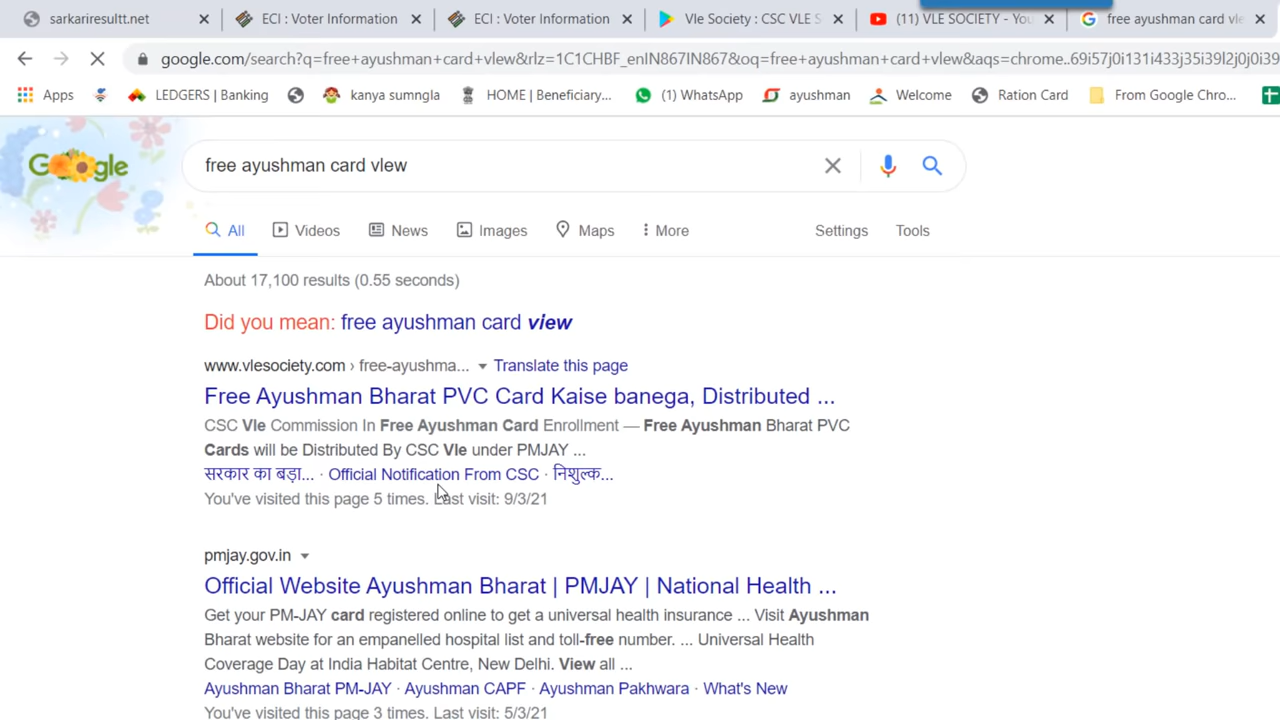 sarkariresultt.net
ECI : Voter Information
ECI : Voter Information
Vle Society : CSC VLE S
(11) VLE SOCIETY - You
free ayushman card vle
google.com/search?q=free+ayushman+card+vlew&rlz=1C1CHBF_enIN867IN867&oq=free+ayushman+card+vlew&aqs=chrome..69i57j0i131i433j35i39l2j0j0i39
Apps
LEDGERS | Banking
kanya sumngla
HOME | Beneficiary...
(1) WhatsApp
ayushman
Welcome
Ration Card
From Google Chro...
Google
free ayushman card vlew
All
Videos
News
Images
Maps
More
Settings
Tools
About 17,100 results (0.55 seconds)
Did you mean: free ayushman card view
www.vlesociety.com › free-ayushma... Translate this page
Free Ayushman Bharat PVC Card Kaise banega, Distributed ...
CSC Vle Commission In Free Ayushman Card Enrollment — Free Ayushman Bharat PVC
Cards will be Distributed By CSC Vle under PMJAY ...
सरकार का बड़ा... · Official Notification From CSC · निशुल्क...
You've visited this page 5 times. Last visit: 9/3/21
pmjay.gov.in
Official Website Ayushman Bharat | PMJAY | National Health ...
Get your PM-JAY card registered online to get a universal health insurance ... Visit Ayushman
Bharat website for an empanelled hospital list and toll-free number. ... Universal Health
Coverage Day at India Habitat Centre, New Delhi. View all ...
Ayushman Bharat PM-JAY · Ayushman CAPF · Ayushman Pakhwara · What's New
You've visited this page 3 times. Last visit: 5/3/21